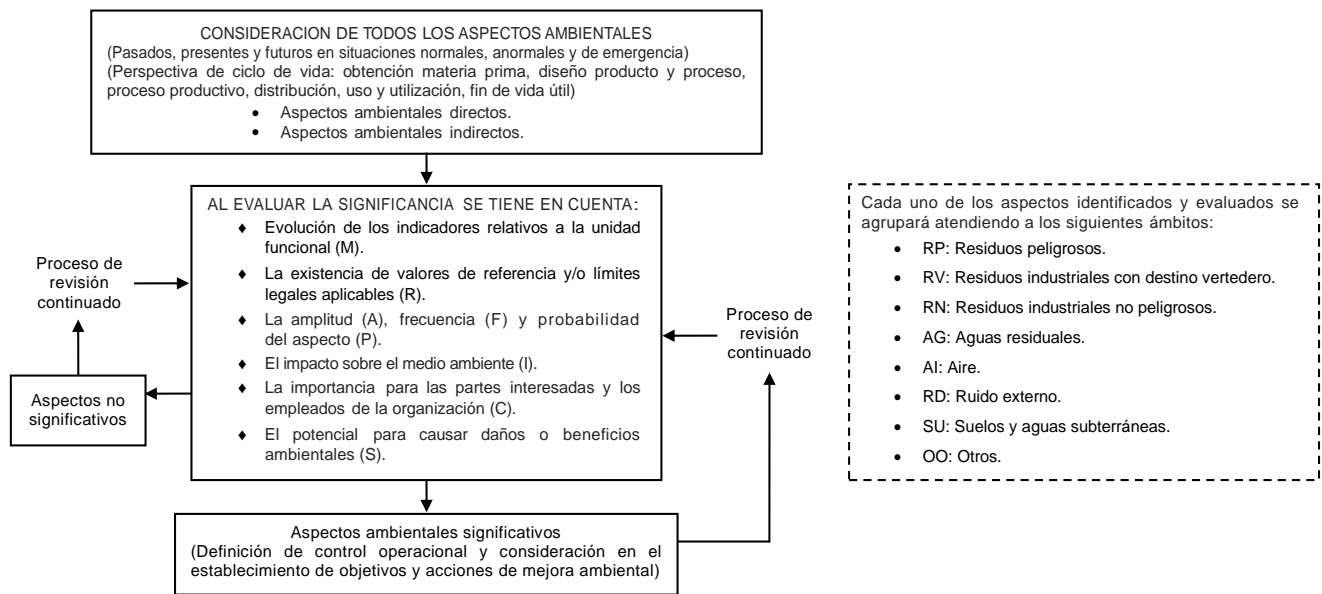 CONSIDERACION DE TODOS LOS ASPECTOS AMBIENTALES
(Pasados, presentes y futuros en situaciones normales, anormales y de emergencia)
(Perspectiva de ciclo de vida: obtención materia prima, diseño producto y proceso,
proceso productivo, distribución, uso y utilización, fin de vida útil)
• Aspectos ambientales directos.
• Aspectos ambientales indirectos.
AL EVALUAR LA SIGNIFICANCIA SE TIENE EN CUENTA:
♦ Evolución de los indicadores relativos a la unidad
funcional (M).
♦ La existencia de valores de referencia y/o límites
legales aplicables (R).
♦ La amplitud (A), frecuencia (F) y probabilidad
del aspecto (P).
♦ El impacto sobre el medio ambiente (I).
♦ La importancia para las partes interesadas y los
empleados de la organización (C).
♦ El potencial para causar daños o beneficios
ambientales (S).
Proceso de
revisión
continuado
Aspectos no
significativos
Proceso de
revisión
continuado
Aspectos ambientales significativos
(Definición de control operacional y consideración en el
establecimiento de objetivos y acciones de mejora ambiental)
Cada uno de los aspectos identificados y evaluados se
agrupará atendiendo a los siguientes ámbitos:
• RP: Residuos peligrosos.
• RV: Residuos industriales con destino vertedero.
• RN: Residuos industriales no peligrosos.
• AG: Aguas residuales.
• AI: Aire.
• RD: Ruido externo.
• SU: Suelos y aguas subterráneas.
• OO: Otros.